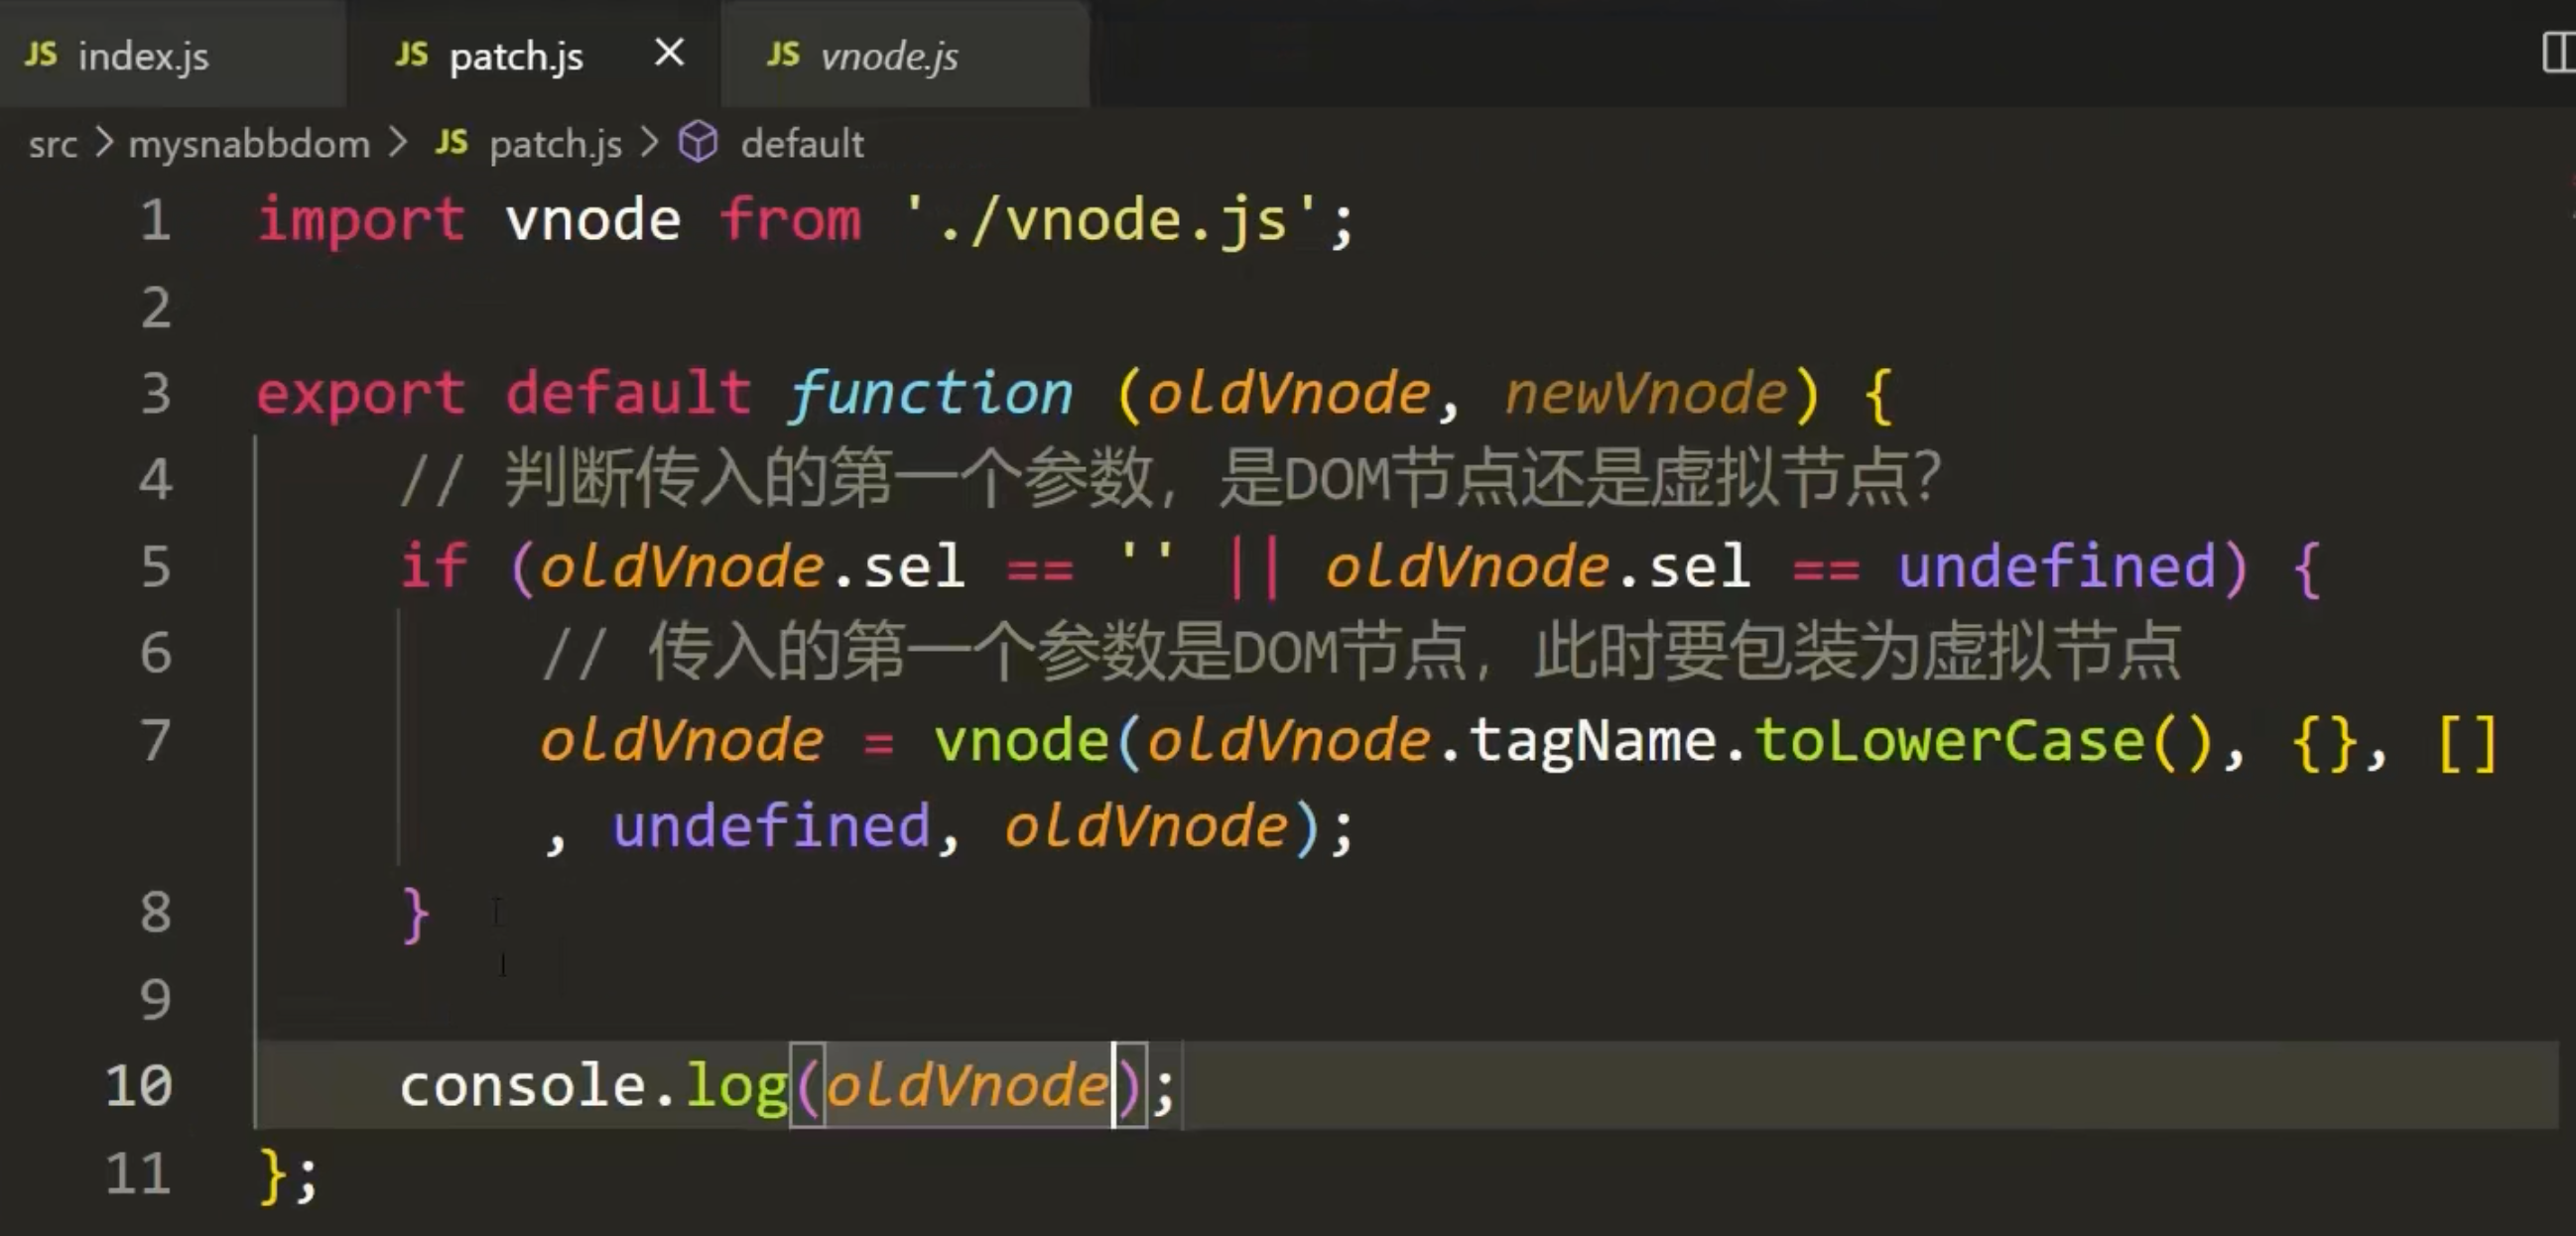 JS index.js JS patch.js × JS vnode.js
src > mysnabbdom > JS patch.js > default
1 import vnode from './vnode.js';
2
3 export default function (oldVnode, newVnode) {
4 // 判断传入的第一个参数，是DOM节点还是虚拟节点？
5 if (oldVnode.sel == '' || oldVnode.sel == undefined) {
6 // 传入的第一个参数是DOM节点，此时要包装为虚拟节点
7 oldVnode = vnode(oldVnode.tagName.toLowerCase(), {}, []
, undefined, oldVnode);
8 }
9
10 console.log(oldVnode);
11 };